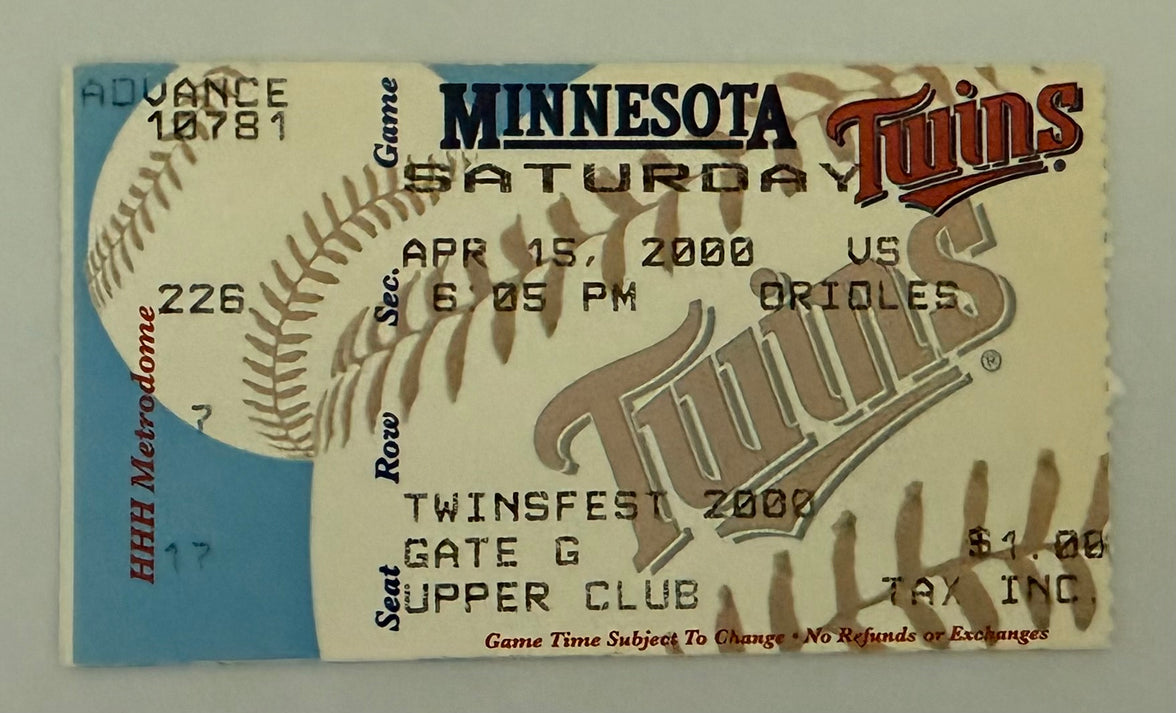 ADVANCE
10781
Game
MINNESOTA Twins
SATURDAY
APR 15, 2000 VS
Sec.
226
6:05 PM ORIOLES
HHH Metrodome
Twins®
Row
7
TWINSFEST 2000
GATE G $1.00
Seat
17
UPPER CLUB TAX INC.
Game Time Subject To Change • No Refunds or Exchanges